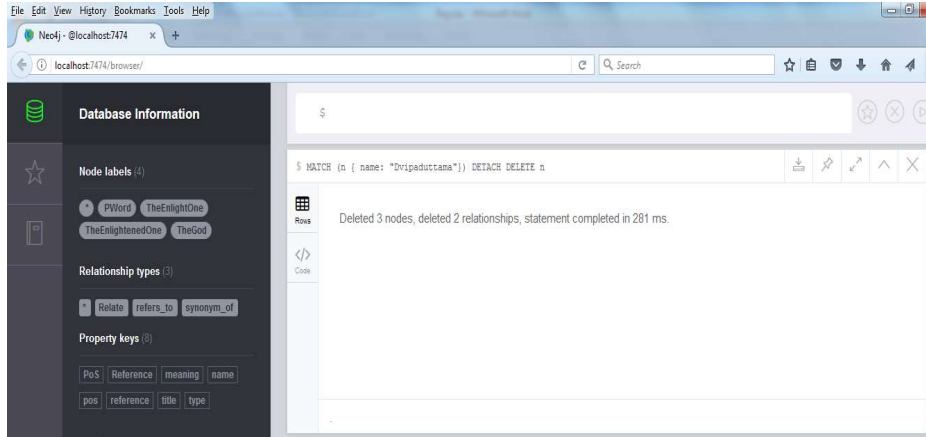 File Edit View History Bookmarks Tools Help
Neo4j - @localhost:7474 × +
localhost:7474/browser/ Search
Database Information
Node labels (4)
* PWord TheEnlightOne
TheEnlightenedOne TheGod
Relationship types (3)
* Relate refers_to synonym_of
Property keys (8)
PoS Reference meaning name
pos reference title type
$
$ MATCH (n { name: "Dvipaduttama"}) DETACH DELETE n
Rows
Deleted 3 nodes, deleted 2 relationships, statement completed in 281 ms.
</>
Code